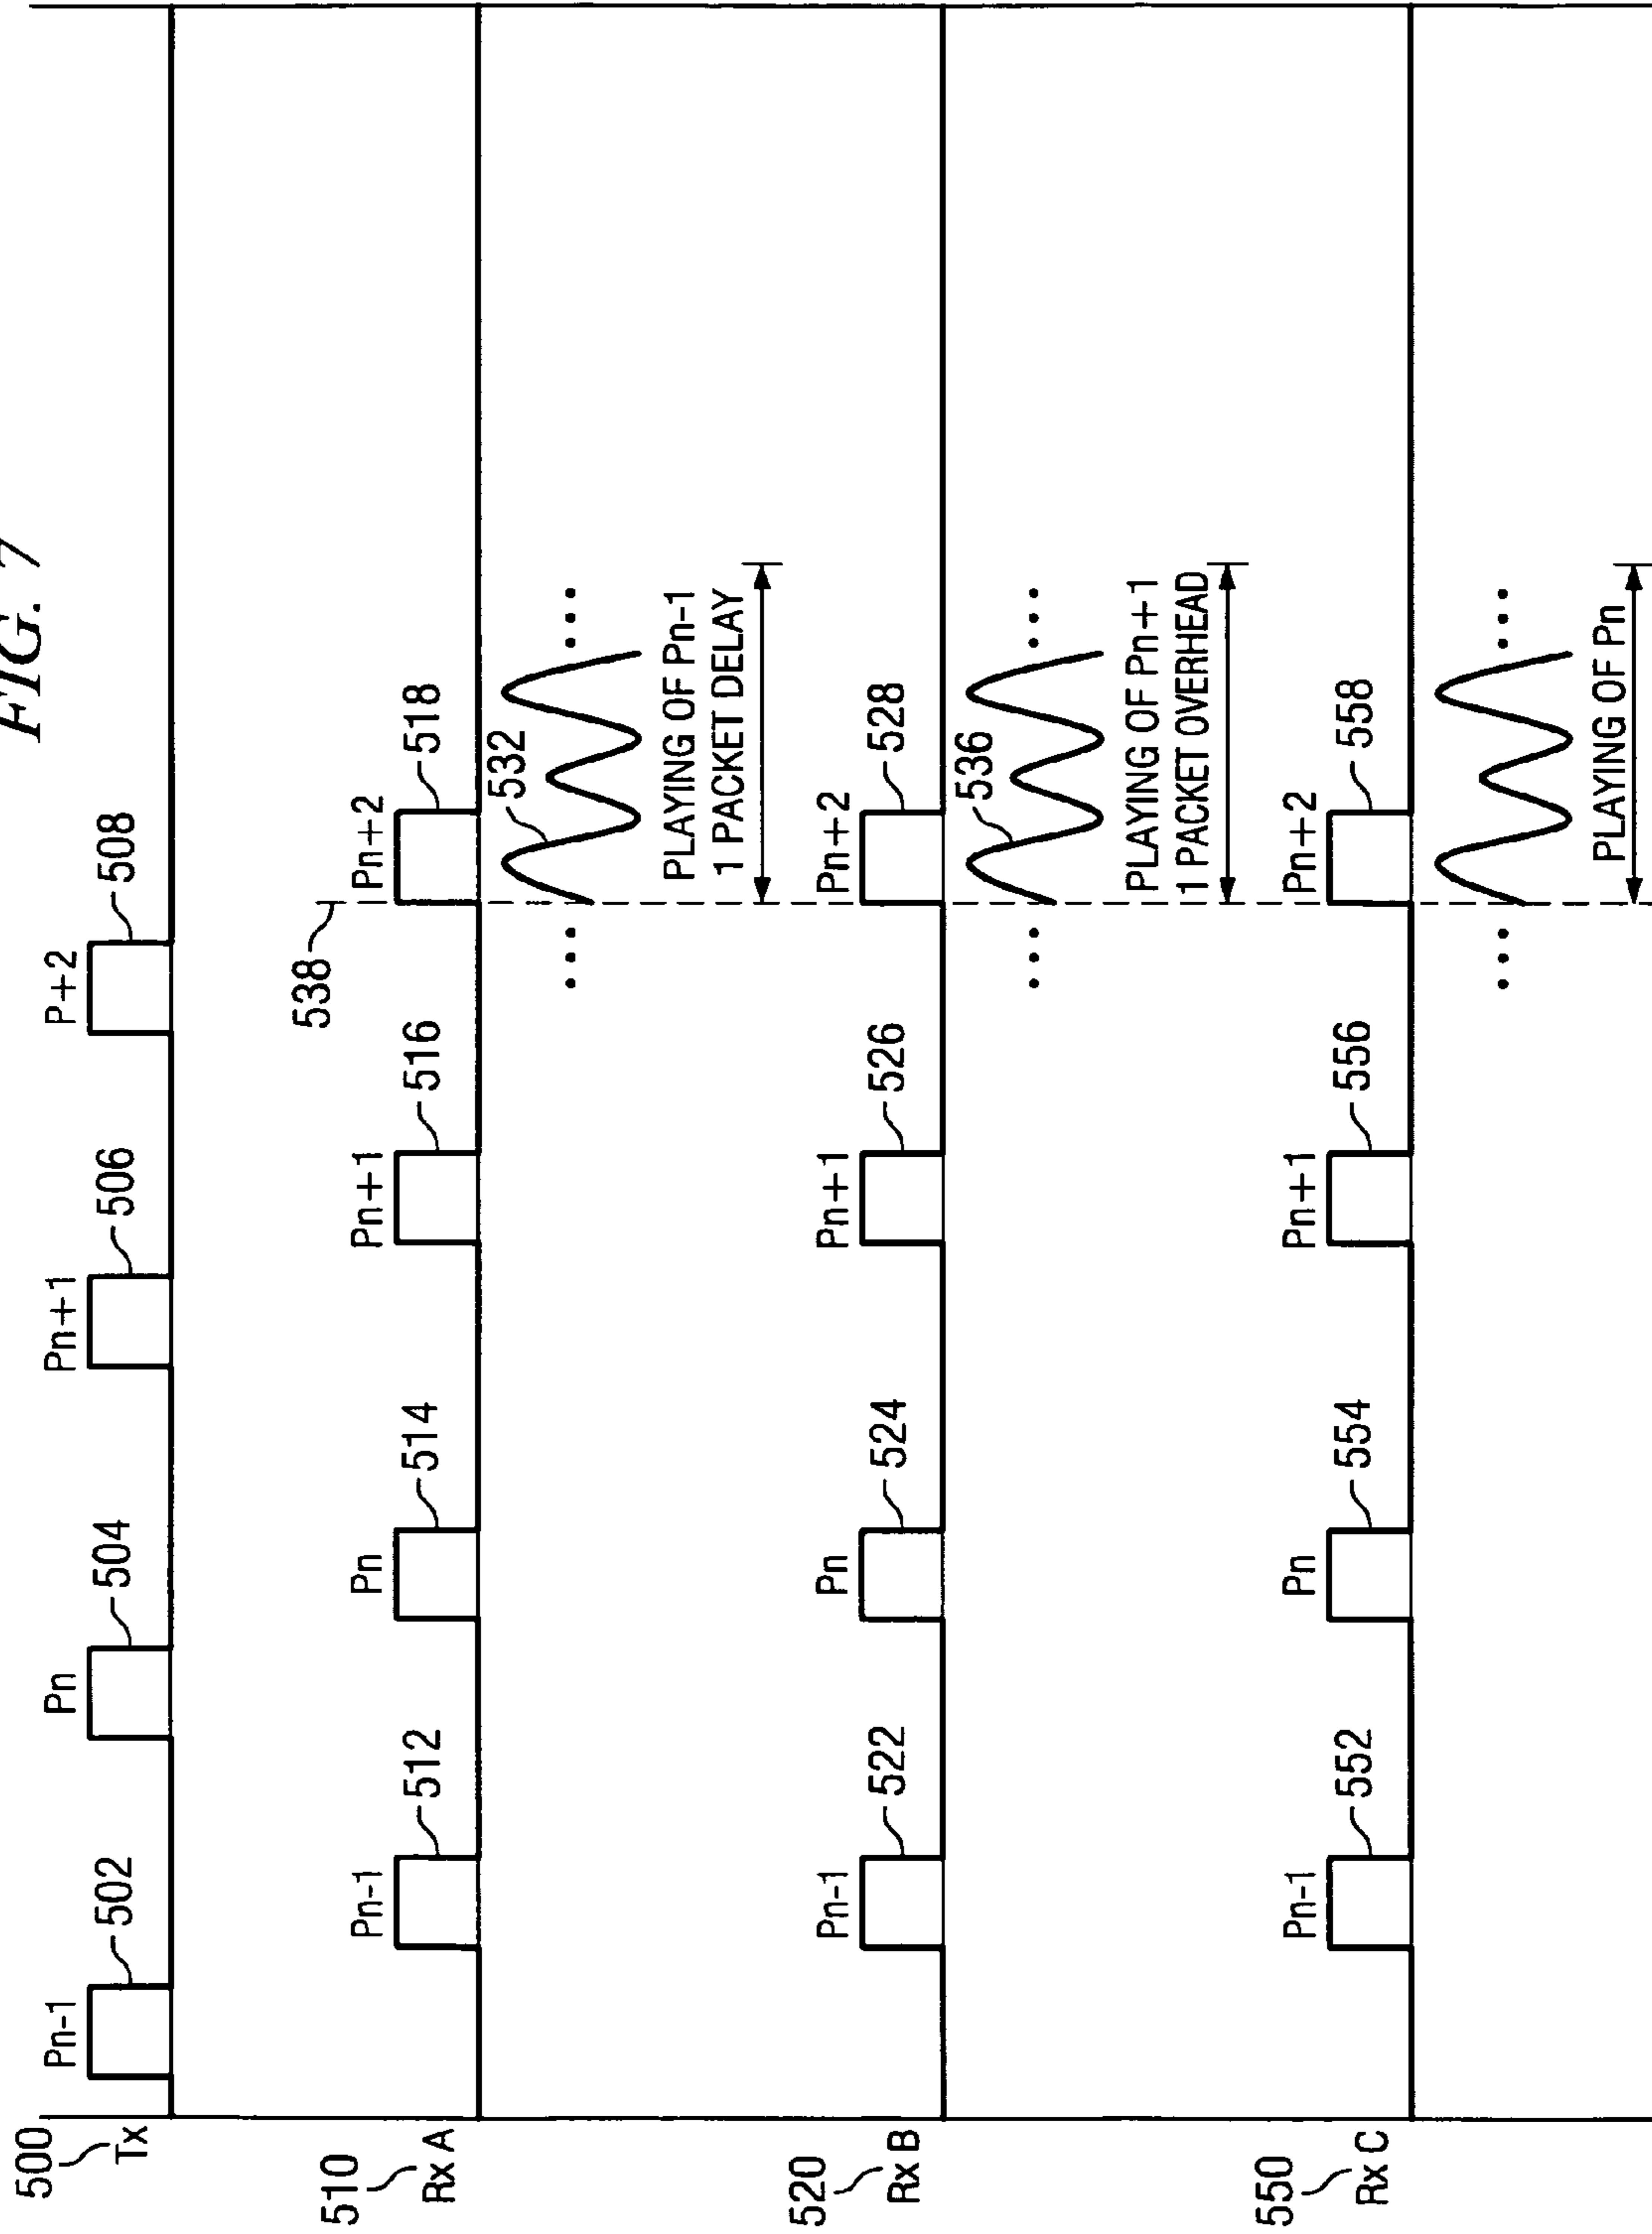 FIG. 7
500
Tx
Pn-1
502
Pn
504
Pn+1
506
P+2
508
510
Rx A
Pn-1
512
Pn
514
Pn+1
516
538
Pn+2
518
532
PLAYING OF Pn-1
1 PACKET DELAY
520
Rx B
Pn-1
522
Pn
524
Pn+1
526
Pn+2
528
536
PLAYING OF Pn+1
1 PACKET OVERHEAD
550
Rx C
Pn-1
552
Pn
554
Pn+1
556
Pn+2
558
PLAYING OF Pn